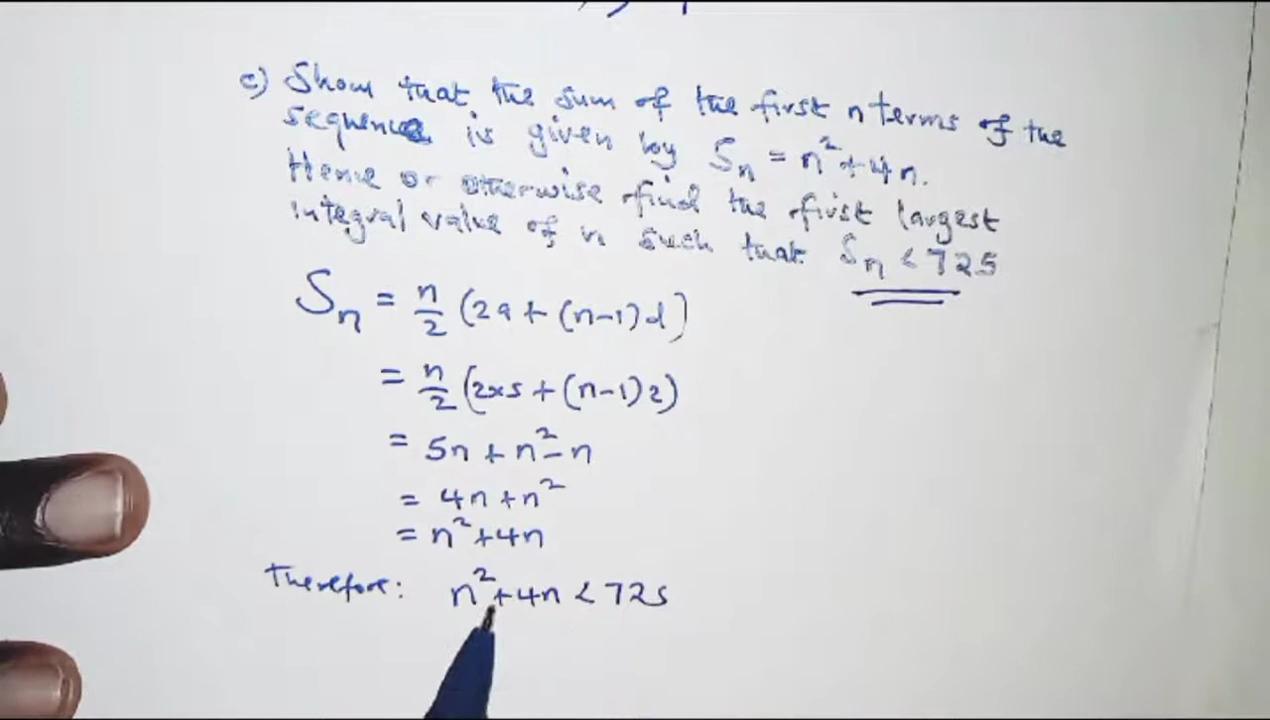 c) Show that the sum of the first n terms of the
sequence is given by Sn = n² + 4n.
Hence or otherwise find the first largest
integral value of n such that Sn < 725
Sn = n/2 (2a + (n-1)d)
= n/2 (2x5 + (n-1)2)
= 5n + n² - n
= 4n + n²
= n² + 4n
Therefore: n² + 4n < 725